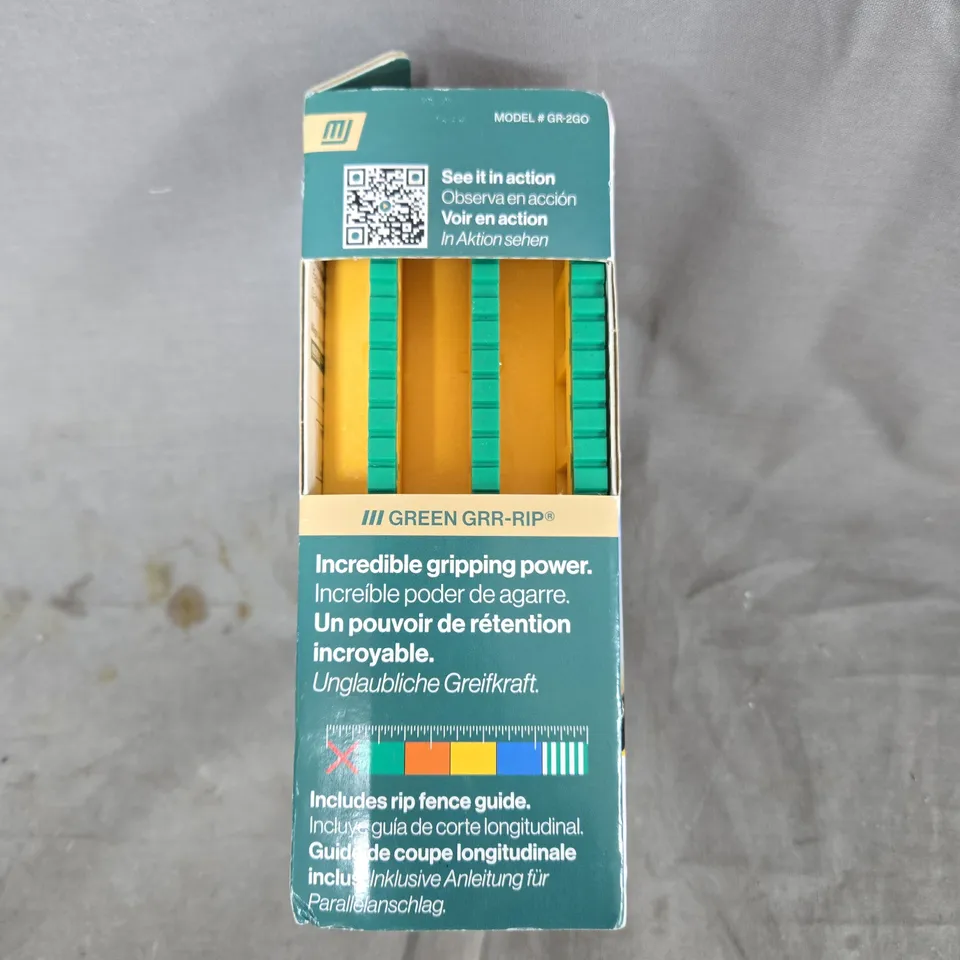 MJ
MODEL # GR-2GO
See it in action
Observa en acción
Voir en action
In Aktion sehen
/// GREEN GRR-RIP®
Incredible gripping power.
Increíble poder de agarre.
Un pouvoir de rétention
incroyable.
Unglaubliche Greifkraft.
Includes rip fence guide.
Incluye guía de corte longitudinal.
Guide de coupe longitudinale
inclus. Inklusive Anleitung für
Parallelanschlag.